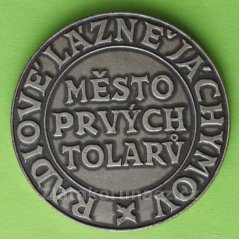 RADIOVÉ LÁZNĚ JÁCHYMOV
MĚSTO
PRVÝCH
TOLARŮ